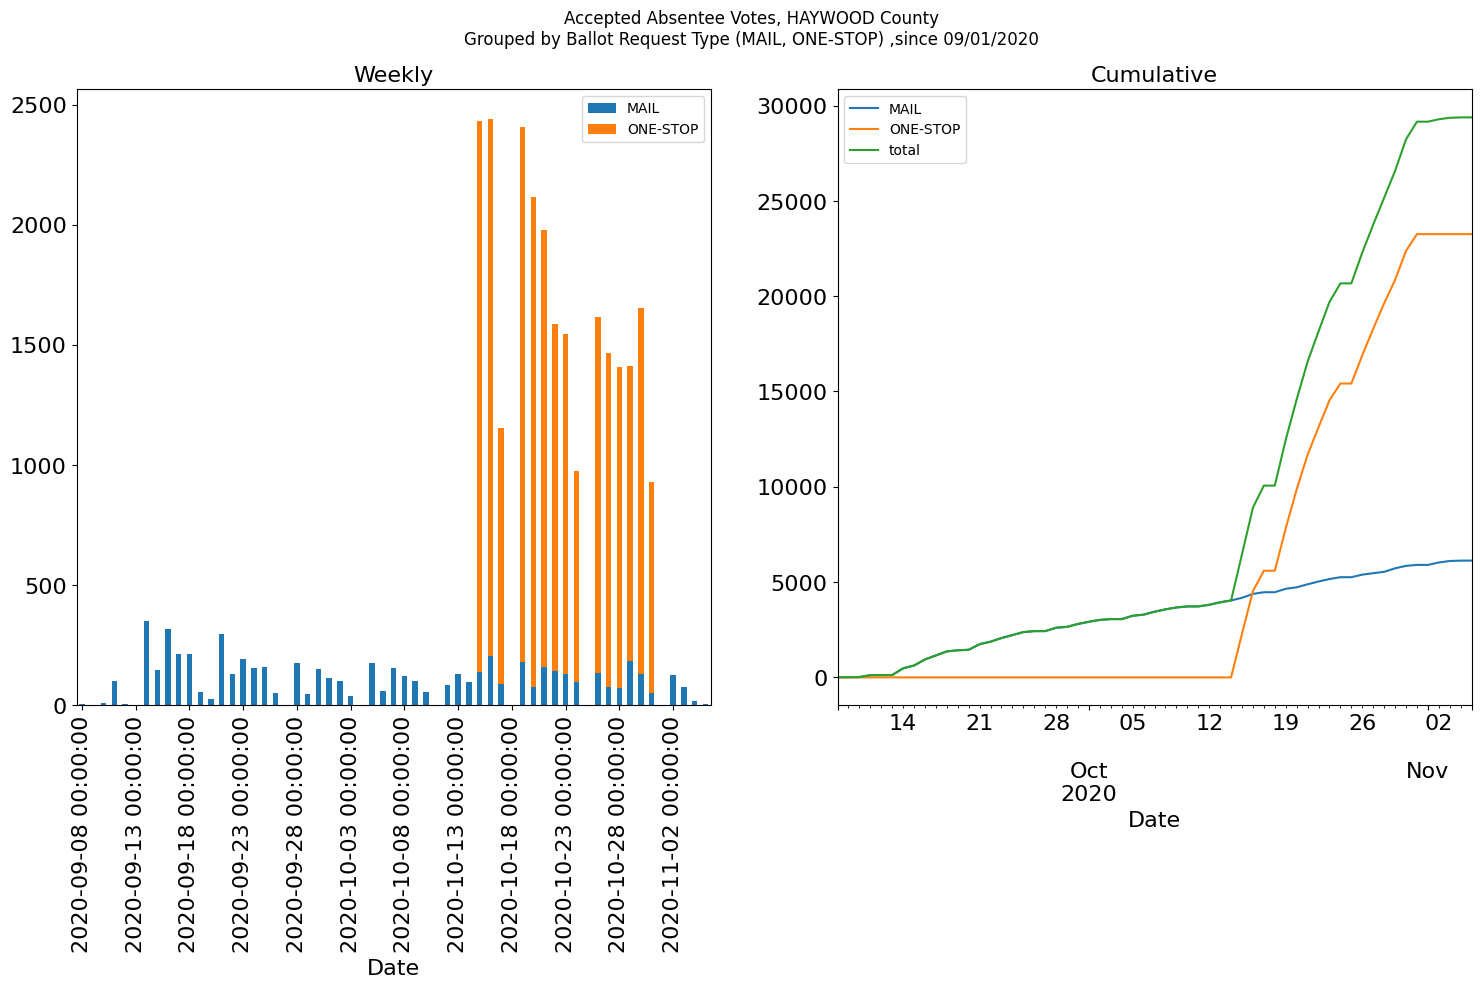 Accepted Absentee Votes, HAYWOOD County
Grouped by Ballot Request Type (MAIL, ONE-STOP) ,since 09/01/2020
Weekly
MAIL
ONE-STOP
2500
2000
1500
1000
500
0
2020-09-08 00:00:00
2020-09-13 00:00:00
2020-09-18 00:00:00
2020-09-23 00:00:00
2020-09-28 00:00:00
2020-10-03 00:00:00
2020-10-08 00:00:00
2020-10-13 00:00:00
2020-10-18 00:00:00
2020-10-23 00:00:00
2020-10-28 00:00:00
2020-11-02 00:00:00
Date
Cumulative
MAIL
ONE-STOP
total
30000
25000
20000
15000
10000
5000
0
14 21 28 05 12 19 26 02
Oct Nov
2020
Date